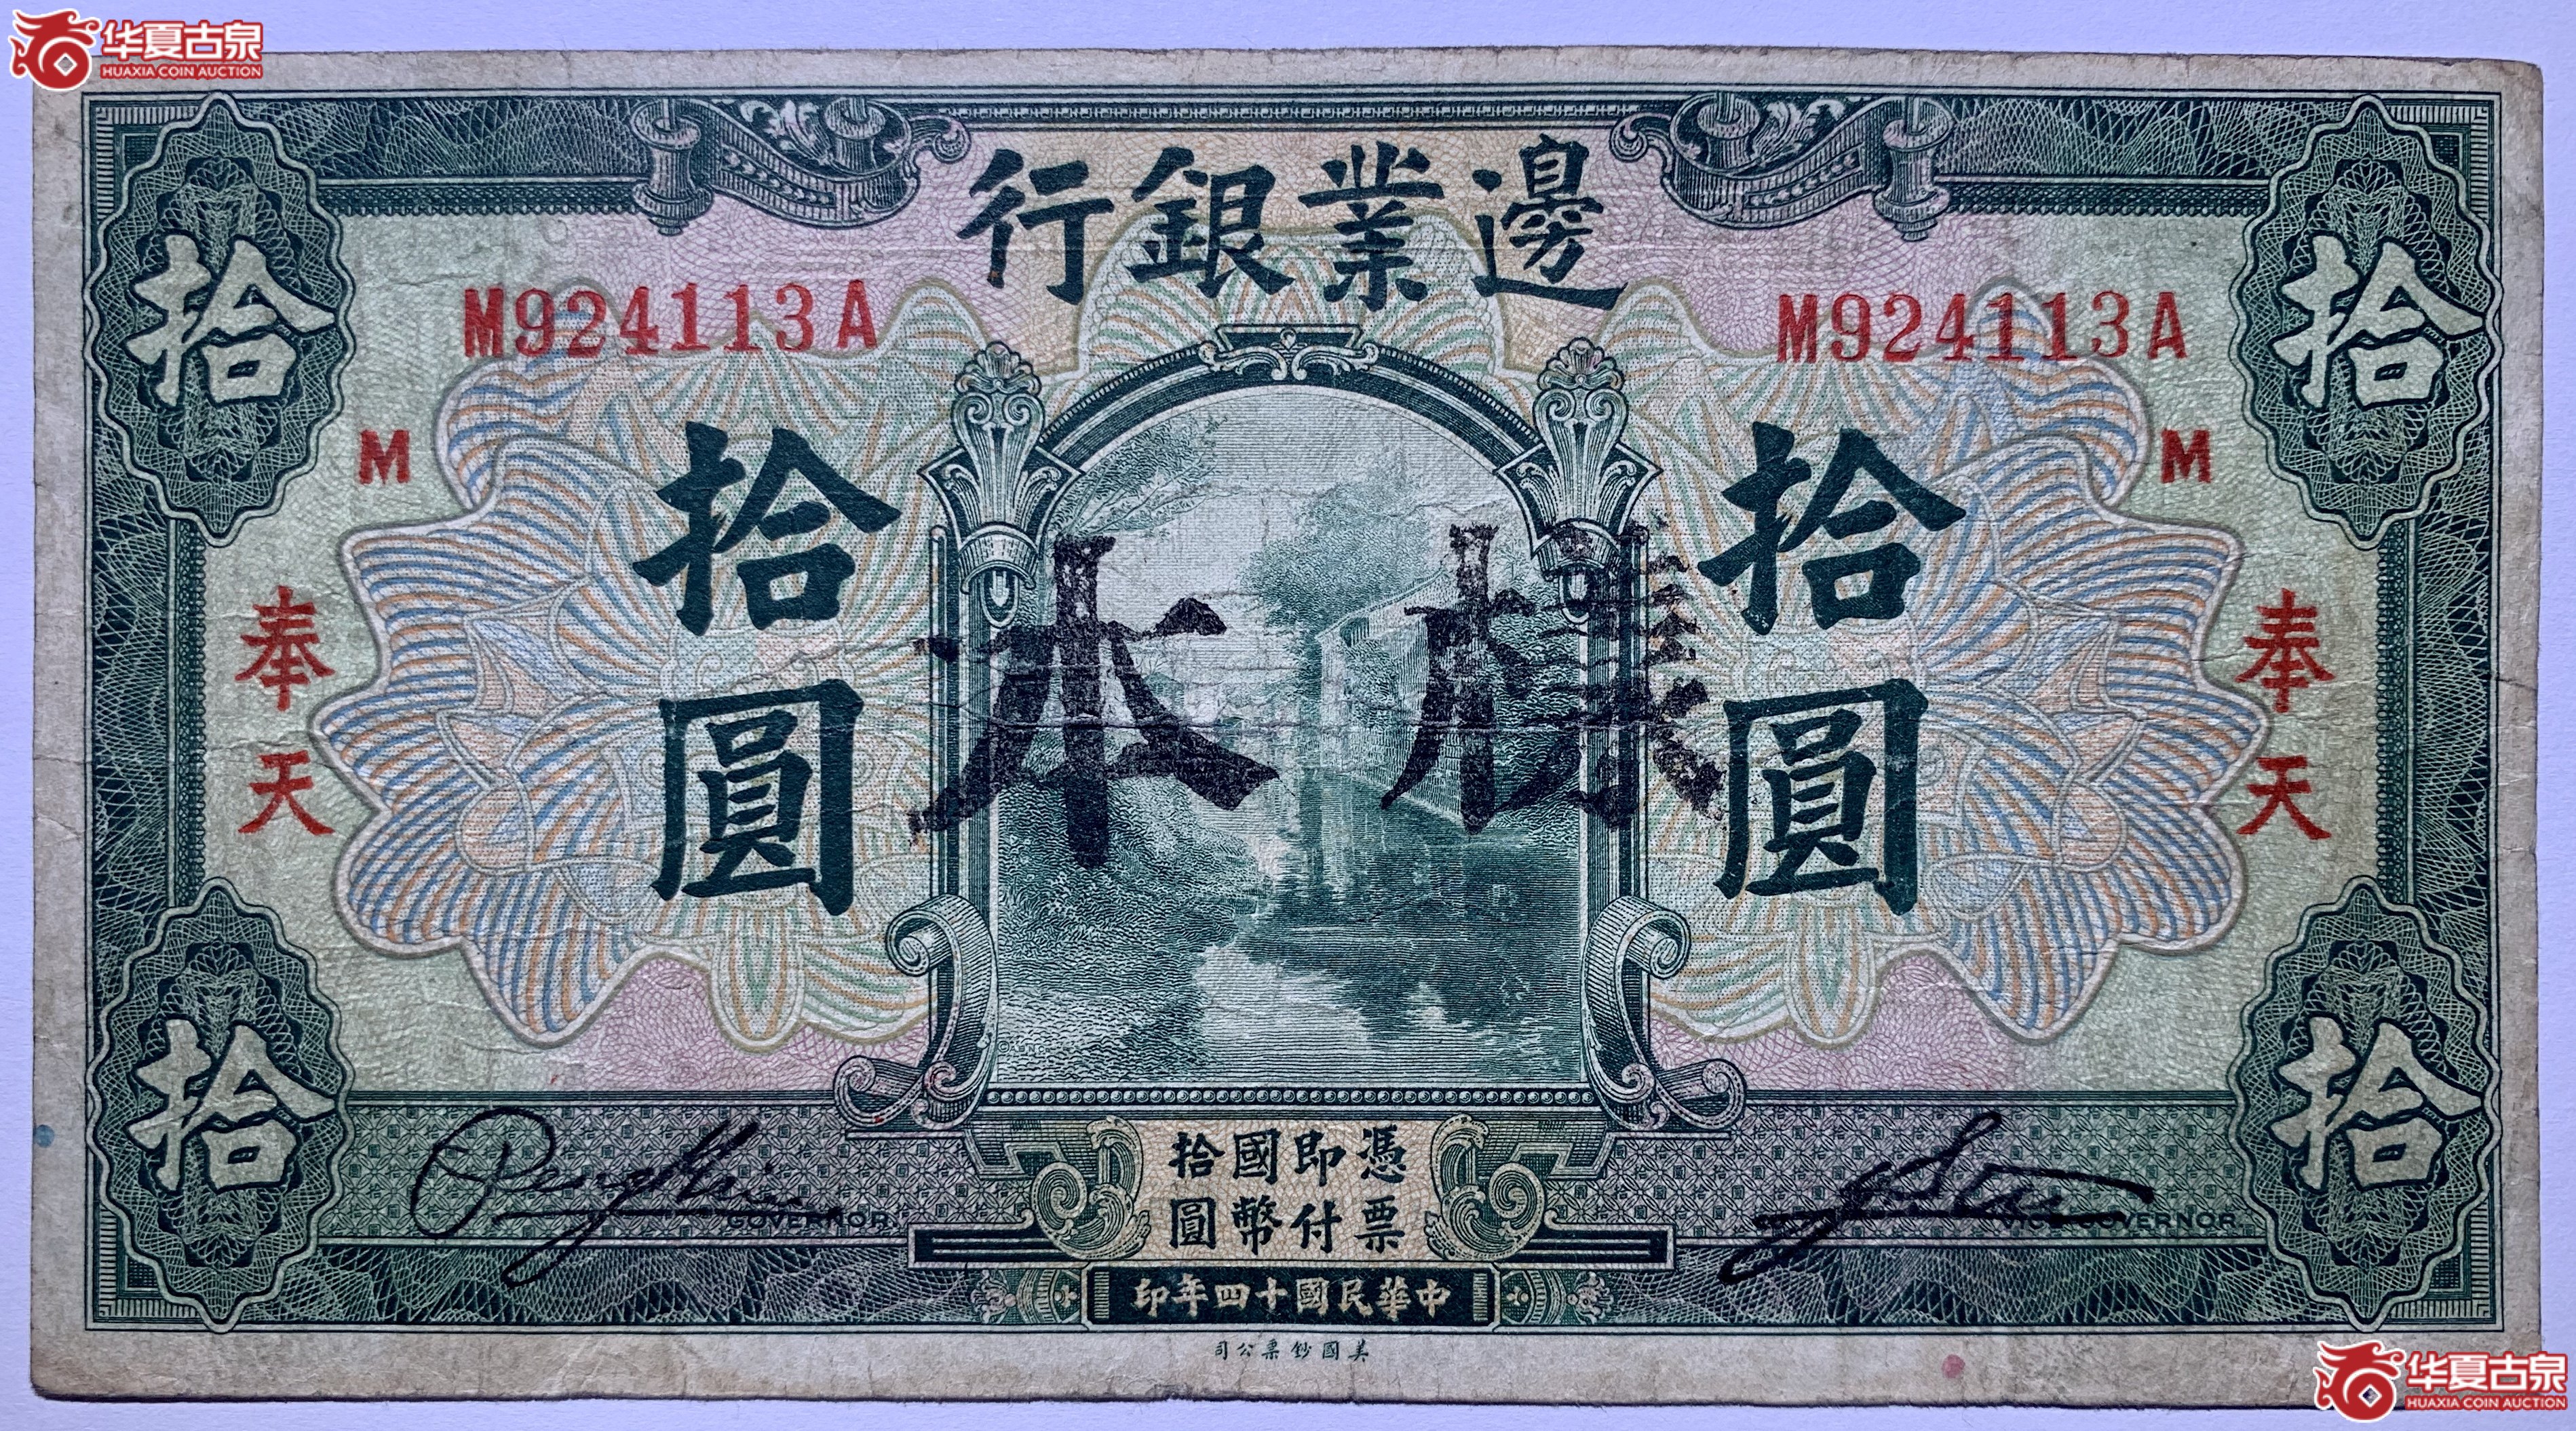 华夏古泉
HUAXIA COIN AUCTION
邊業銀行
M924113A
M924113A
拾
拾
M
M
拾圓
拾圓
樣本
奉天
奉天
拾
拾
憑票
即付
國幣
拾圓
GOVERNOR.
VICE GOVERNOR.
中華民國十四年印
美國鈔票公司
华夏古泉
HUAXIA COIN AUCTION